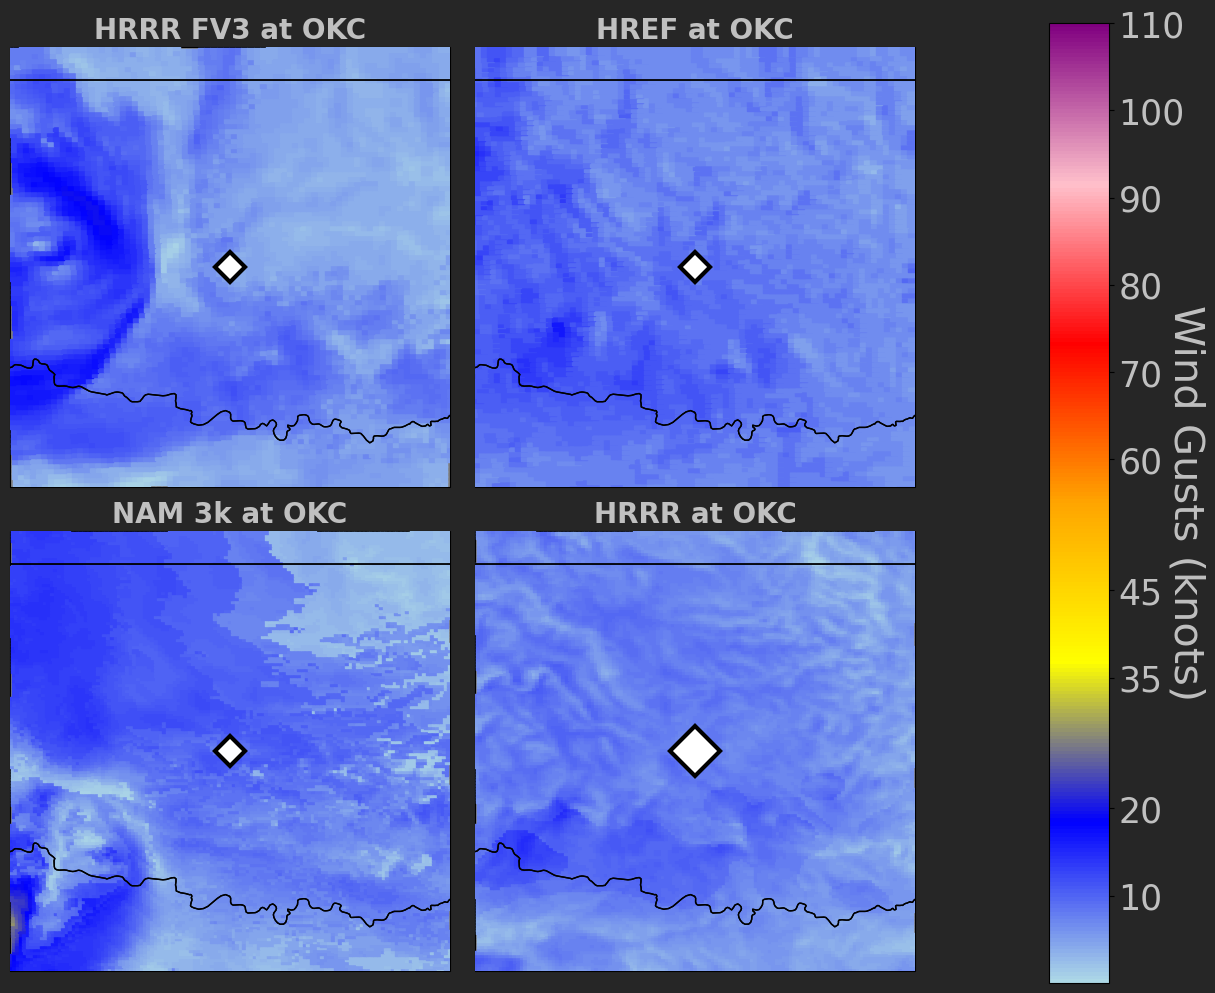 HRRR FV3 at OKC
HREF at OKC
NAM 3k at OKC
HRRR at OKC
110
100
90
80
70
60
45
35
20
10
Wind Gusts (knots)